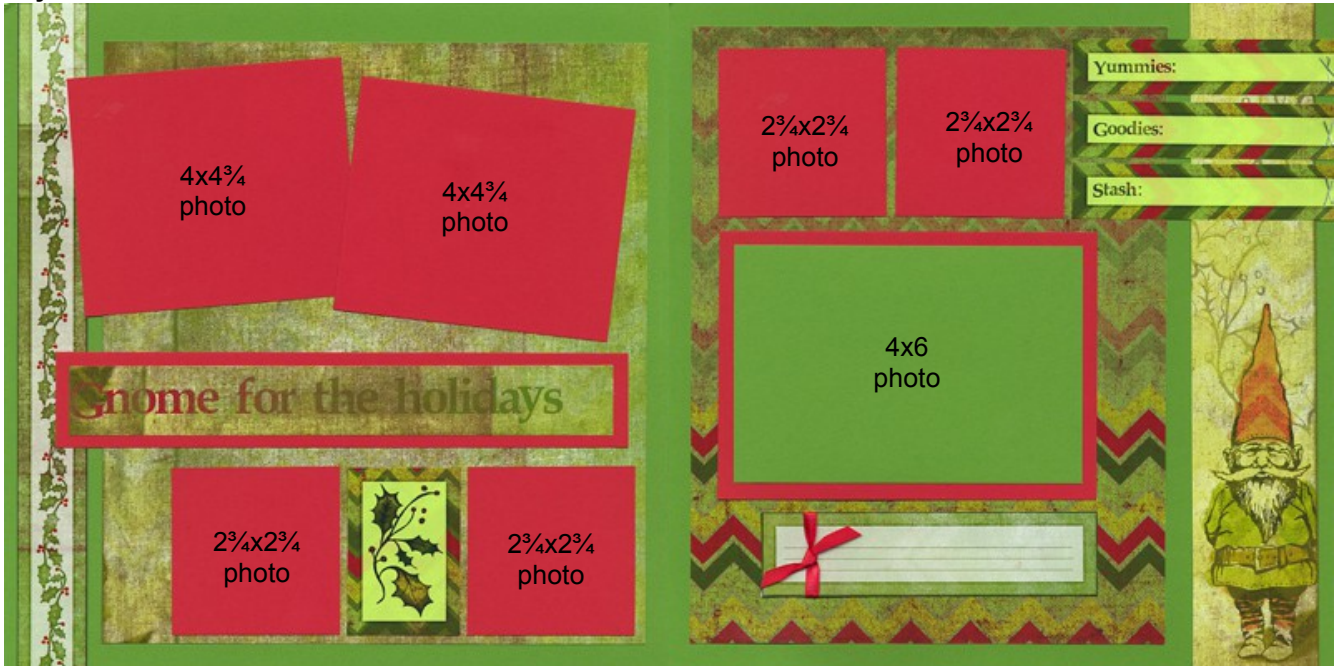 4x4¾
photo
4x4¾
photo
Gnome for the holidays
2¾x2¾
photo
2¾x2¾
photo
2¾x2¾
photo
2¾x2¾
photo
Yummies:
Goodies:
Stash:
4x6
photo